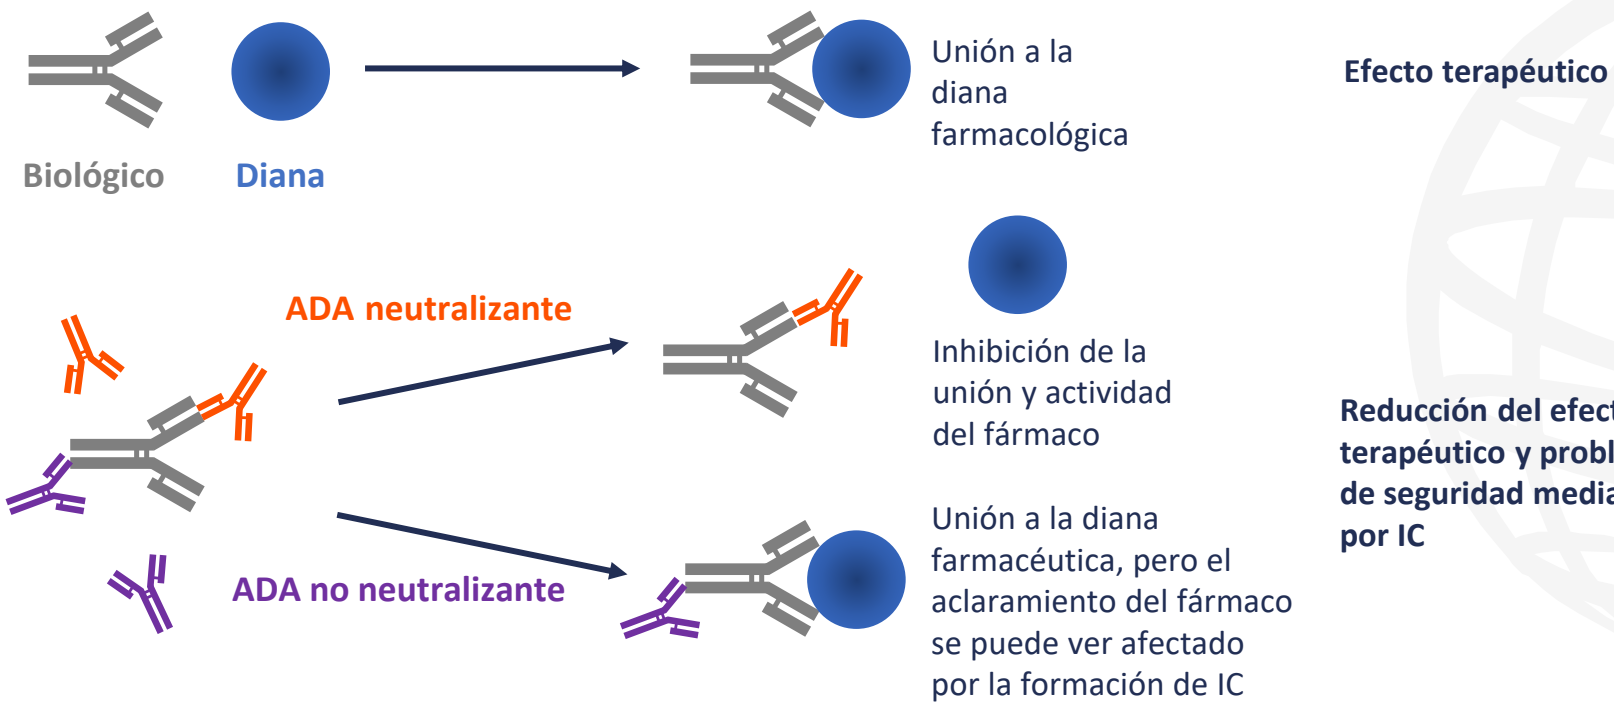 Unión a la
diana
farmacológica
Efecto terapéutico
Biológico
Diana
ADA neutralizante
Inhibición de la
unión y actividad
del fármaco
Reducción del
terapéutico y
de seguridad
por IC
Unión a la diana
farmacéutica, pero el
aclaramiento del fármaco
se puede ver afectado
por la formación de IC
ADA no neutralizante